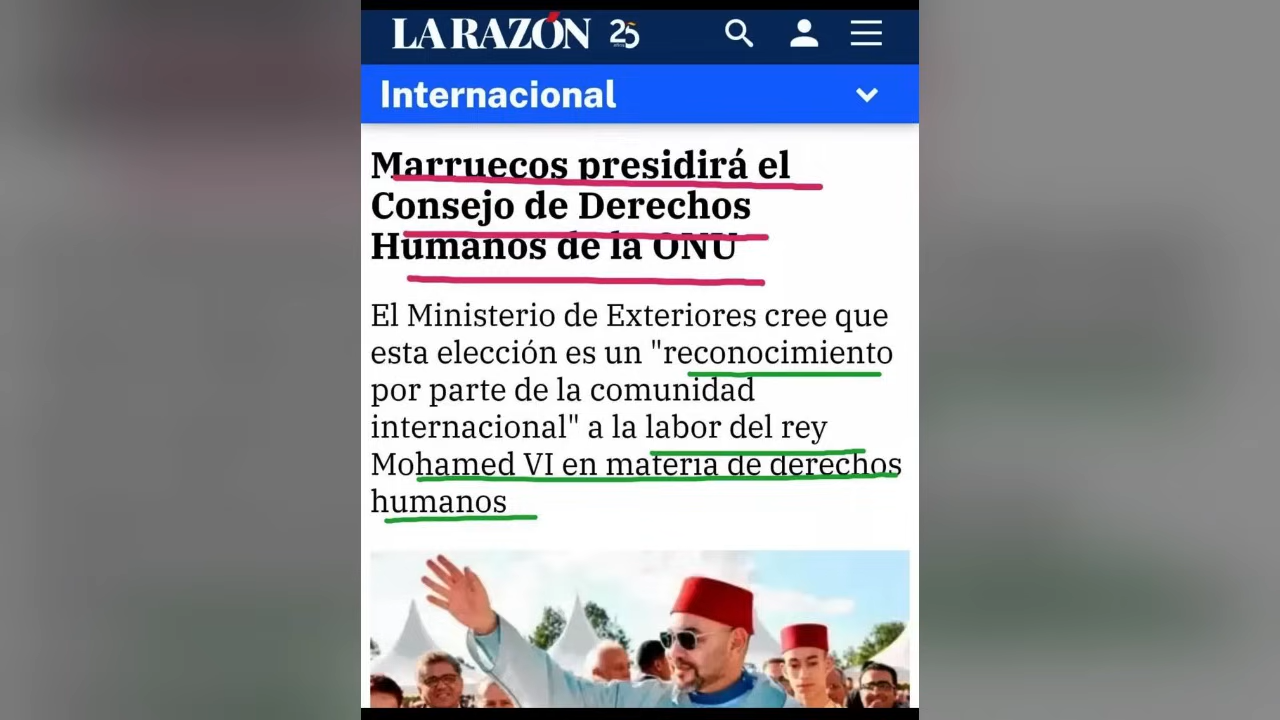 LA RAZÓN 25
Internacional
Marruecos presidirá el
Consejo de Derechos
Humanos de la ONU
El Ministerio de Exteriores cree que
esta elección es un "reconocimiento
por parte de la comunidad
internacional" a la labor del rey
Mohamed VI en materia de derechos
humanos